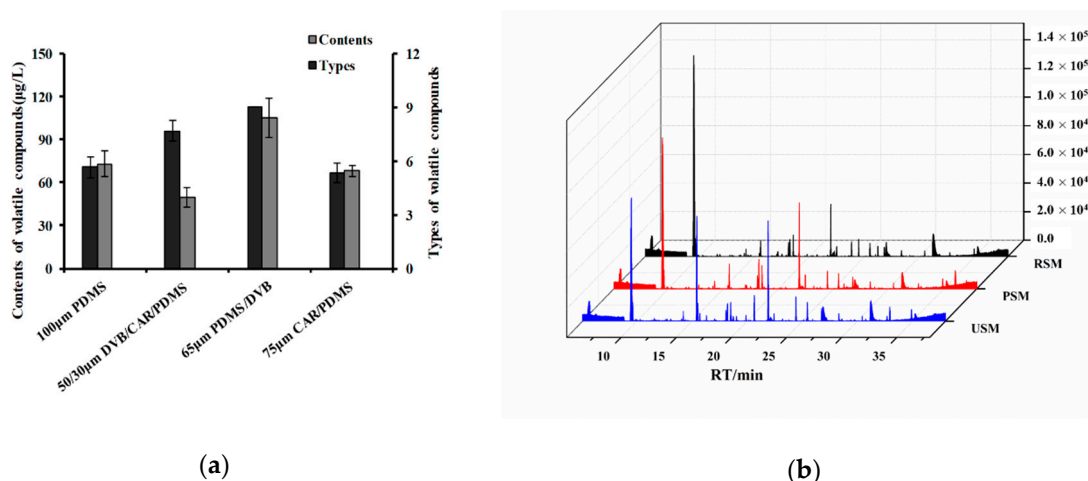 Contents
Types
Contents of volatile compounds(µg/L)
150
120
90
60
30
0
12
9
6
3
0
Types of volatile compounds
100µm PDMS
50/30µm DVB/CAR/PDMS
65µm PDMS/DVB
75µm CAR/PDMS
(a)
1.4 × 10⁵
1.2 × 10⁵
1.0 × 10⁵
8.0 × 10⁴
6.0 × 10⁴
4.0 × 10⁴
2.0 × 10⁴
0.0
RSM
PSM
USM
10 15 20 25 30 35
RT/min
(b)